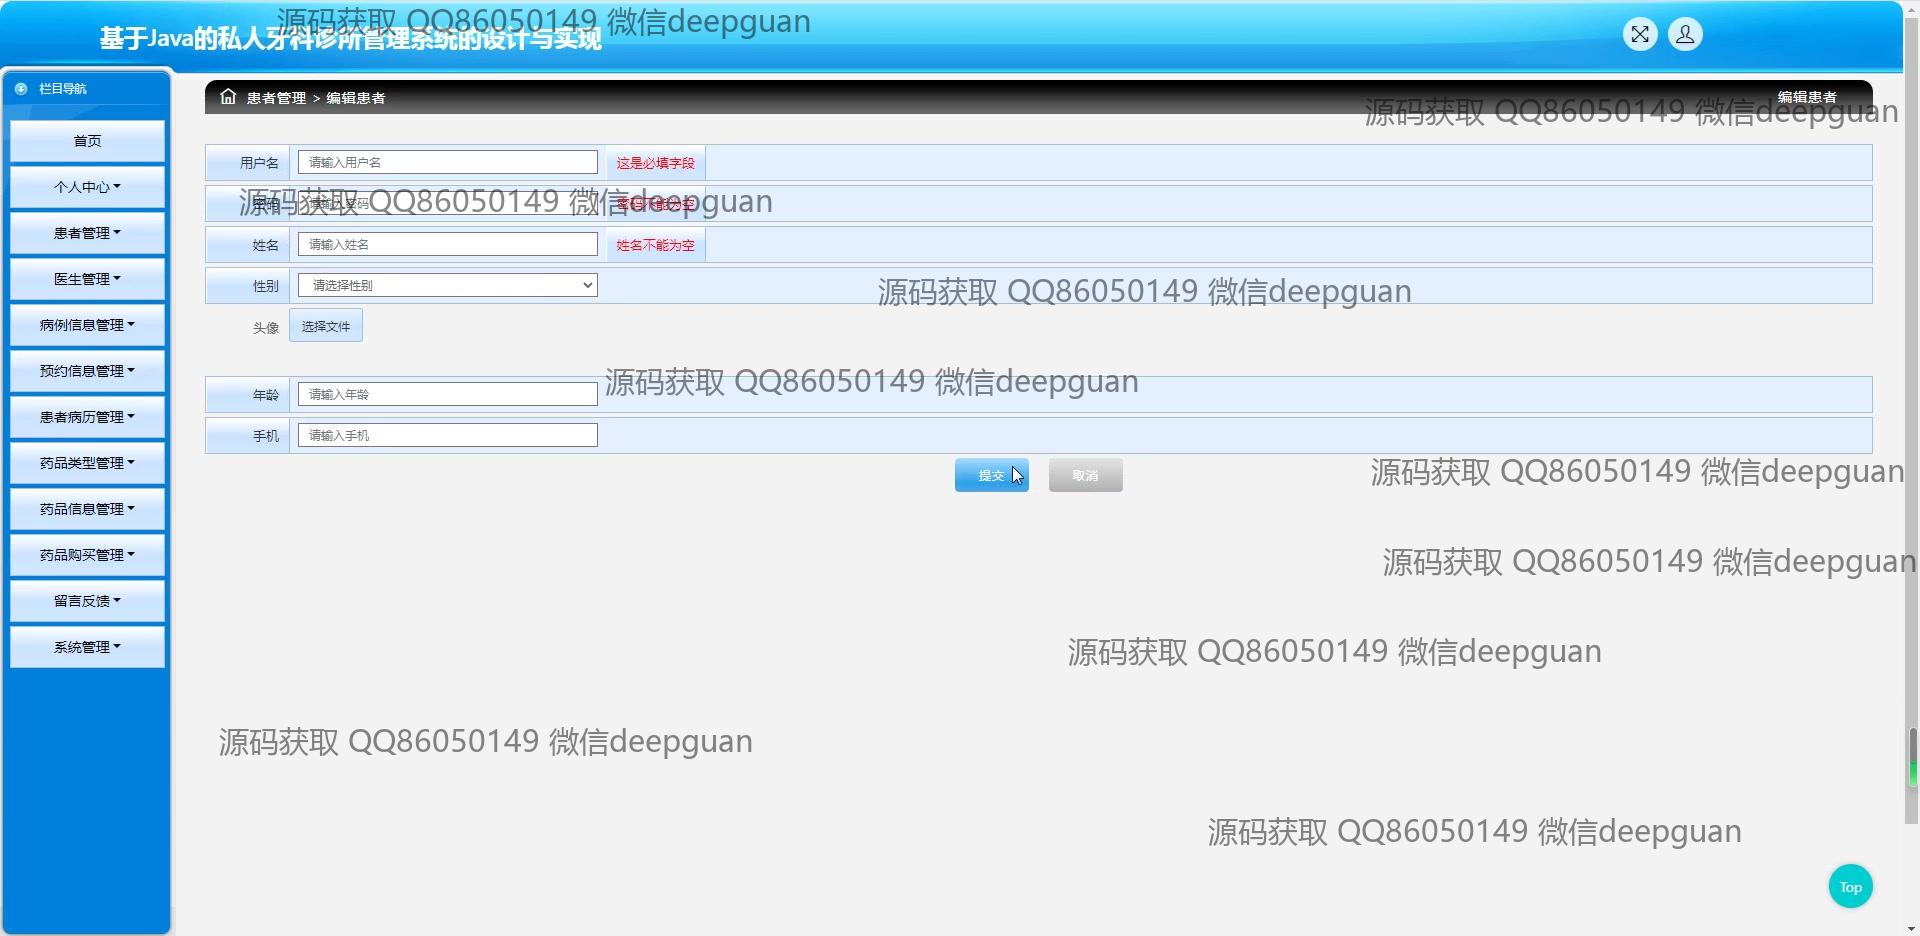 源码获取 QQ86050149 微信deepguan
基于Java的私人牙科诊所管理系统的设计与实现
栏目导航
首页
个人中心
患者管理
医生管理
病例信息管理
预约信息管理
患者病历管理
药品类型管理
药品信息管理
药品购买管理
留言反馈
系统管理
患者管理 > 编辑患者
编辑患者
源码获取 QQ86050149 微信deepguan
用户名 请输入用户名 这是必填字段
密码 请输入密码 密码不能为空
源码获取 QQ86050149 微信deepguan
姓名 请输入姓名 姓名不能为空
性别 请选择性别
源码获取 QQ86050149 微信deepguan
头像 选择文件
源码获取 QQ86050149 微信deepguan
年龄 请输入年龄
手机 请输入手机
提交 取消
源码获取 QQ86050149 微信deepguan
源码获取 QQ86050149 微信deepguan
源码获取 QQ86050149 微信deepguan
源码获取 QQ86050149 微信deepguan
源码获取 QQ86050149 微信deepguan
Top